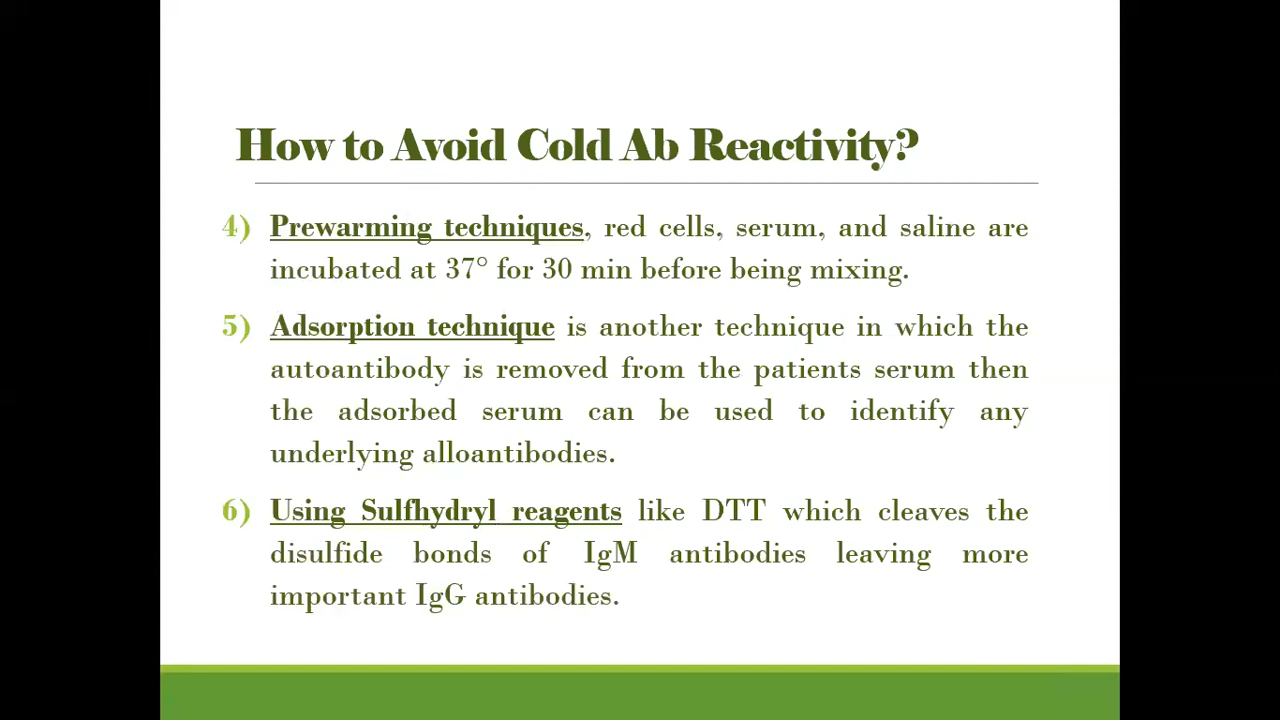 How to Avoid Cold Ab Reactivity?
4) Prewarming techniques, red cells, serum, and saline are
incubated at 37° for 30 min before being mixing.
5) Adsorption technique is another technique in which the
autoantibody is removed from the patients serum then
the adsorbed serum can be used to identify any
underlying alloantibodies.
6) Using Sulfhydryl reagents like DTT which cleaves the
disulfide bonds of IgM antibodies leaving more
important IgG antibodies.